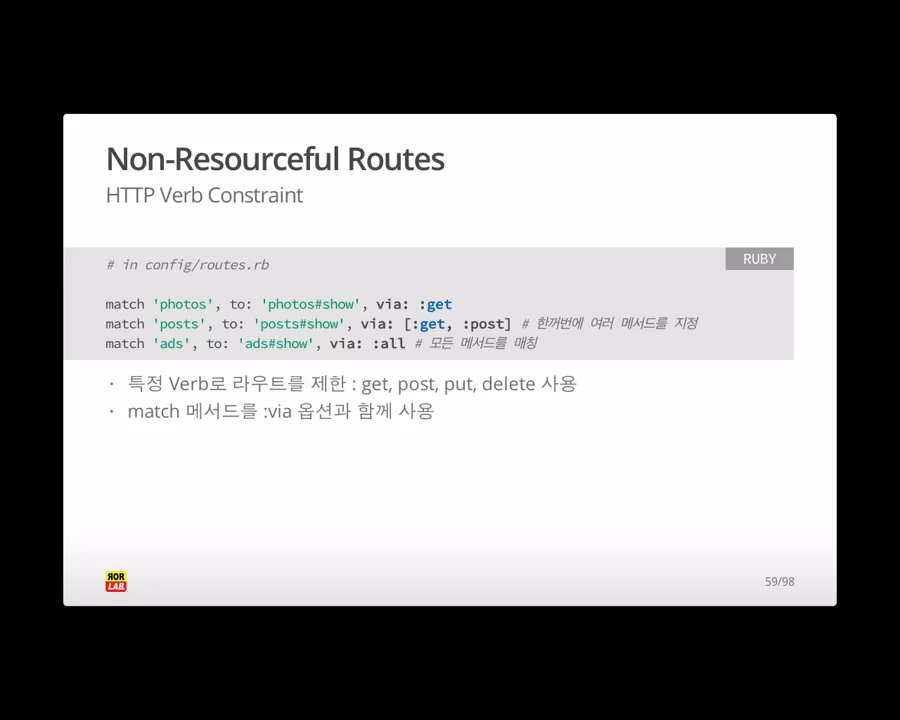 Non-Resourceful Routes
HTTP Verb Constraint
RUBY
# in config/routes.rb
match 'photos', to: 'photos#show', via: :get
match 'posts', to: 'posts#show', via: [:get, :post] # 한꺼번에 여러 메서드를 지정
match 'ads', to: 'ads#show', via: :all # 모든 메서드를 매칭
· 특정 Verb로 라우트를 제한 : get, post, put, delete 사용
· match 메서드를 :via 옵션과 함께 사용
ROR
LAB.
59/98